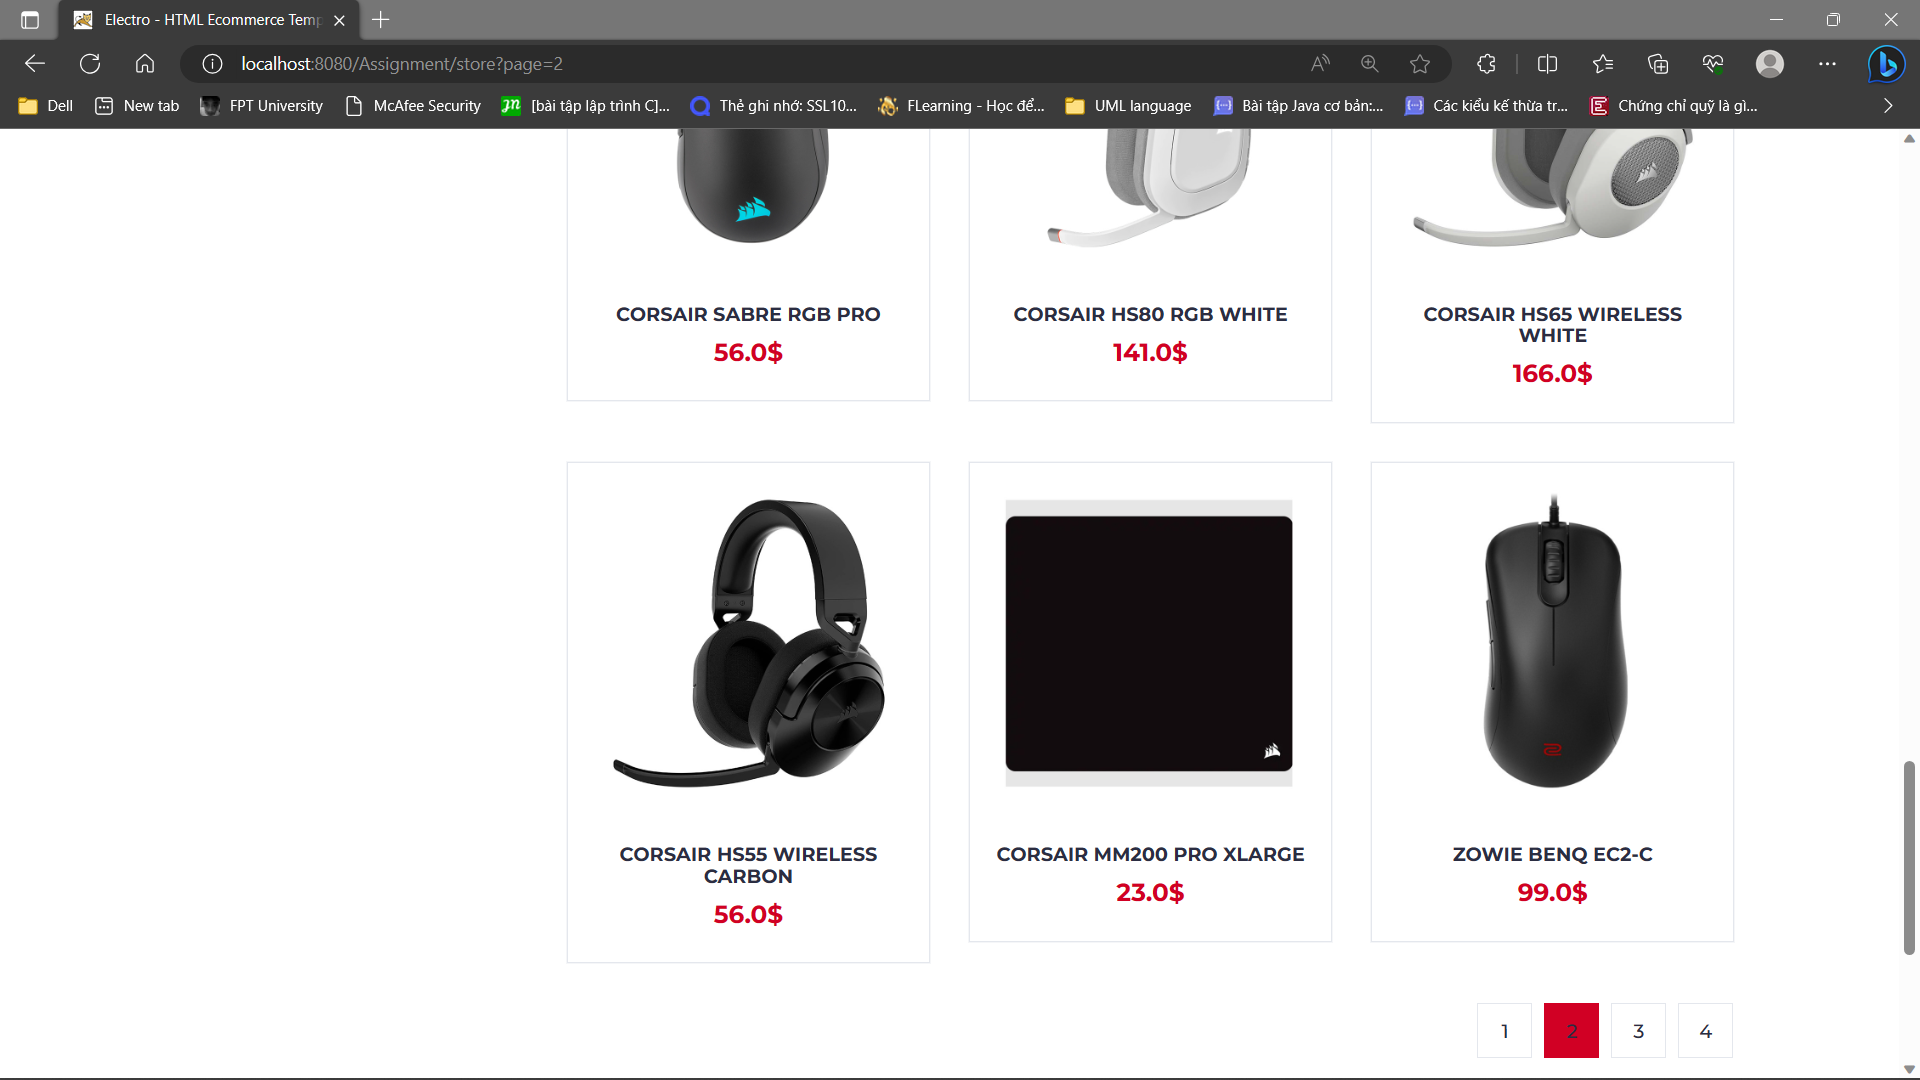 Electro - HTML Ecommerce Temp
localhost:8080/Assignment/store?page=2
Dell
New tab
FPT University
McAfee Security
[bài tập lập trình C]...
Thẻ ghi nhớ: SSL10...
FLearning - Học dễ...
UML language
Bài tập Java cơ bản:...
Các kiểu kế thừa tr...
Chứng chỉ quỹ là gì...
CORSAIR SABRE RGB PRO
56.0$
CORSAIR HS80 RGB WHITE
141.0$
CORSAIR HS65 WIRELESS
WHITE
166.0$
CORSAIR HS55 WIRELESS
CARBON
56.0$
CORSAIR MM200 PRO XLARGE
23.0$
ZOWIE BENQ EC2-C
99.0$
1 2 3 4